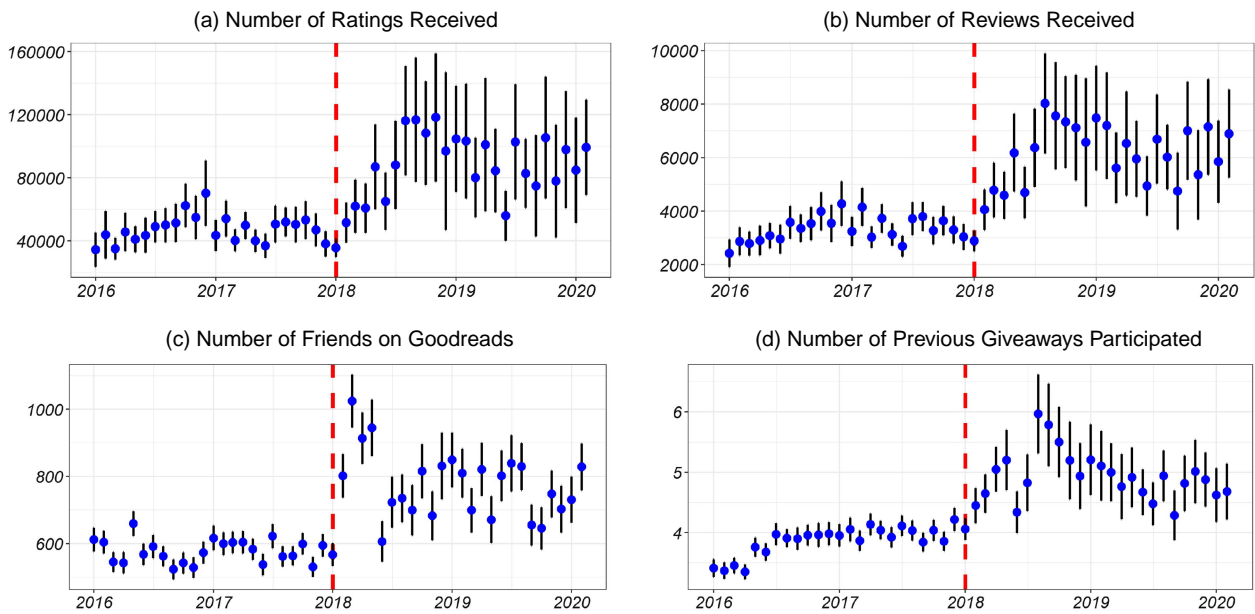 (a) Number of Ratings Received
160000
120000
80000
40000
2016 2017 2018 2019 2020
(b) Number of Reviews Received
10000
8000
6000
4000
2000
2016 2017 2018 2019 2020
(c) Number of Friends on Goodreads
1000
800
600
2016 2017 2018 2019 2020
(d) Number of Previous Giveaways Participated
6
5
4
2016 2017 2018 2019 2020